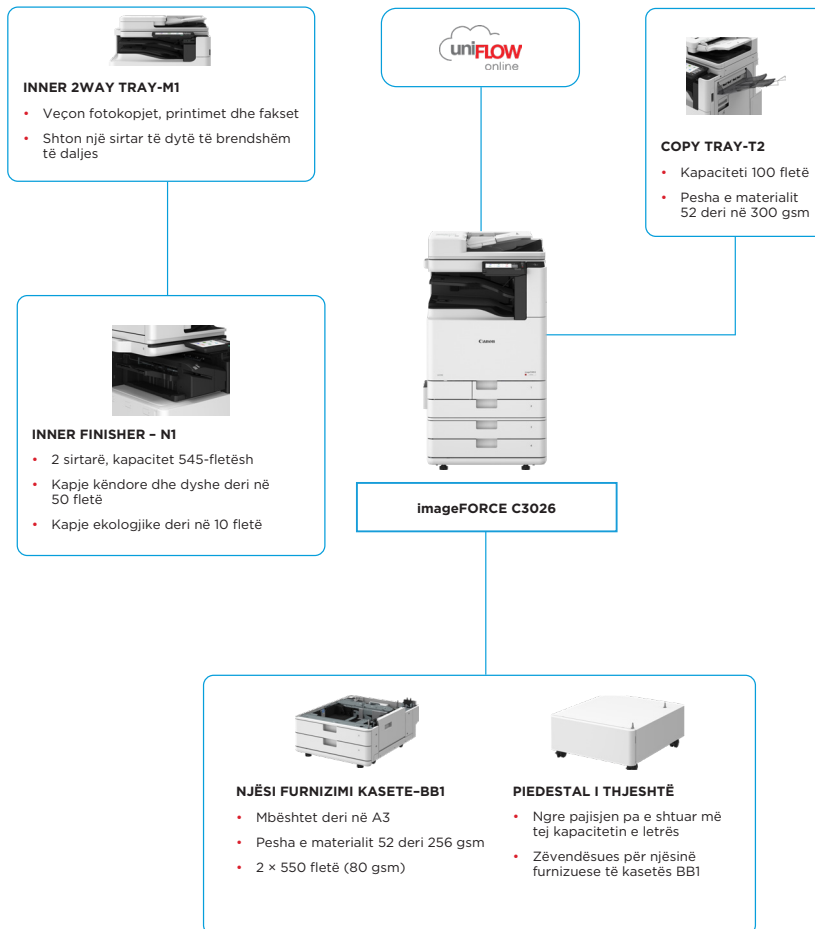 INNER 2WAY TRAY-M1
• Veçon fotokopjet, printimet dhe fakset
• Shton një sirtar të dytë të brendshëm
të daljes
uniFLOW
online
COPY TRAY-T2
• Kapaciteti 100 fletë
• Pesha e materialit
52 deri në 300 gsm
INNER FINISHER – N1
• 2 sirtarë, kapacitet 545-fletësh
• Kapje këndore dhe dyshe deri në
50 fletë
• Kapje ekologjike deri në 10 fletë
Canon
imageFORCE C3026
NJËSI FURNIZIMI KASETE–BB1
• Mbështet deri në A3
• Pesha e materialit 52 deri 256 gsm
• 2 × 550 fletë (80 gsm)
PIEDESTAL I THJESHTË
• Ngre pajisjen pa e shtuar më
tej kapacitetin e letrës
• Zëvendësues për njësinë
furnizuese të kasetës BB1